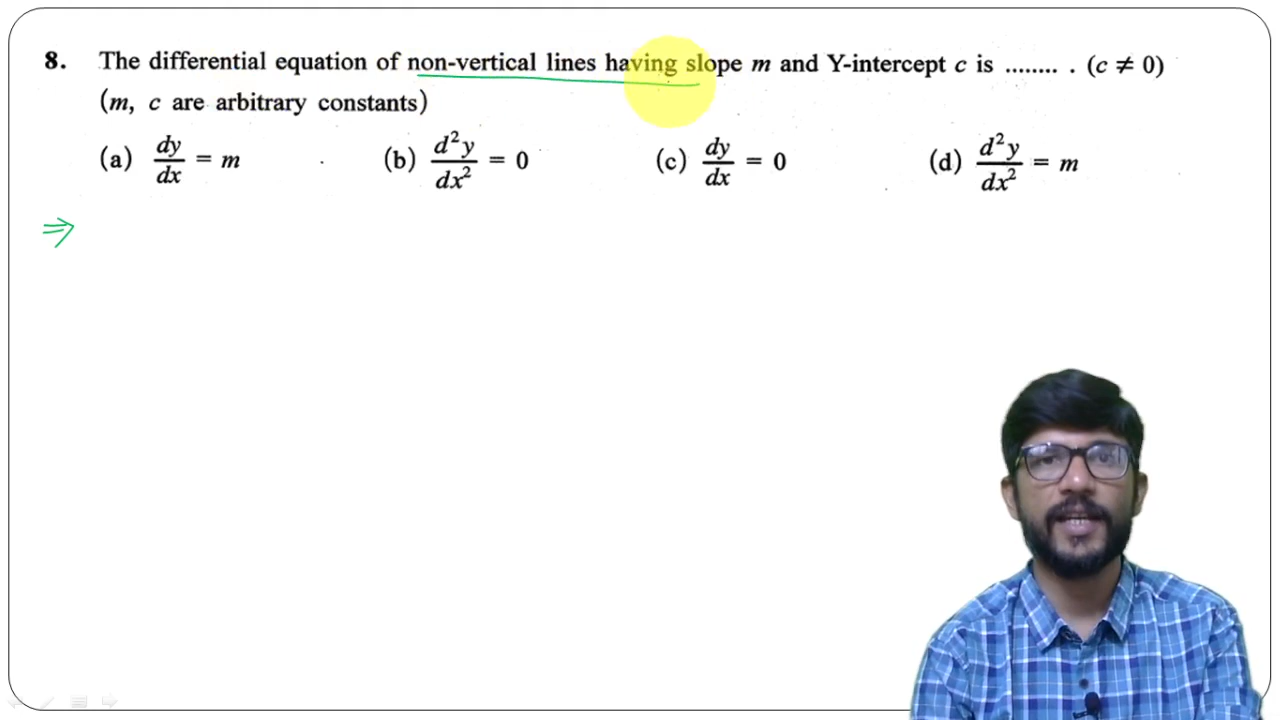 8. The differential equation of non-vertical lines having slope m and Y-intercept c is ........ . (c ≠ 0)
(m, c are arbitrary constants)
(a) dy/dx = m (b) d²y/dx² = 0 (c) dy/dx = 0 (d) d²y/dx² = m
⇒